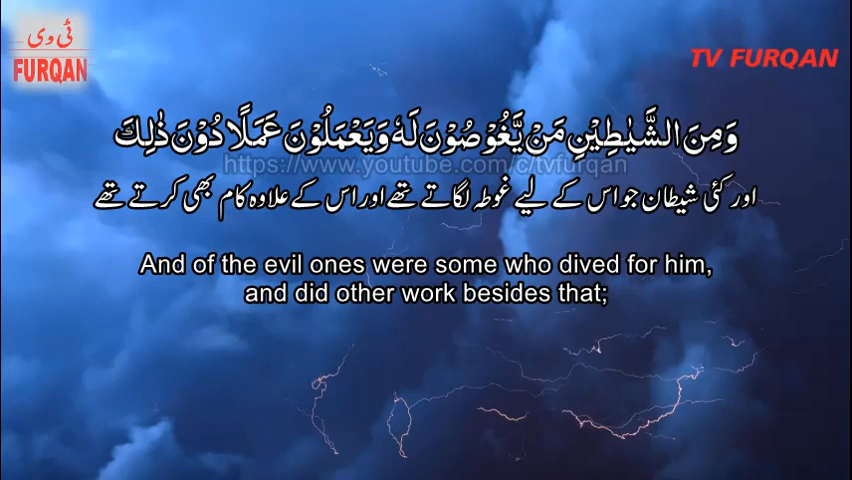 ٹی وی
FURQAN
TV FURQAN
وَمِنَ الشَّيٰطِيْنِ مَنْ يَّغُوْصُوْنَ لَهٗ وَيَعْمَلُوْنَ عَمَلًا دُوْنَ ذٰلِكَ
https://www.youtube.com/c/tvfurqan
اور کئی شیطان جو اس کے لیے غوطہ لگاتے تھے اور اس کے علاوہ کام بھی کرتے تھے
And of the evil ones were some who dived for him,
and did other work besides that;